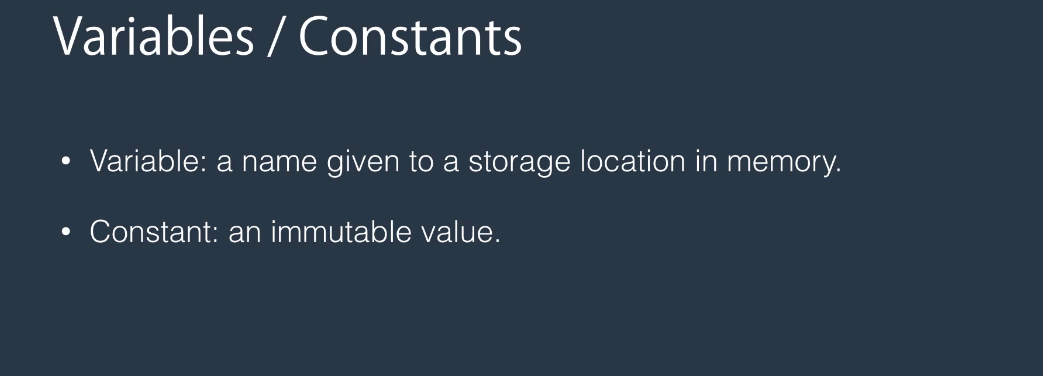 Variables / Constants
• Variable: a name given to a storage location in memory.
• Constant: an immutable value.